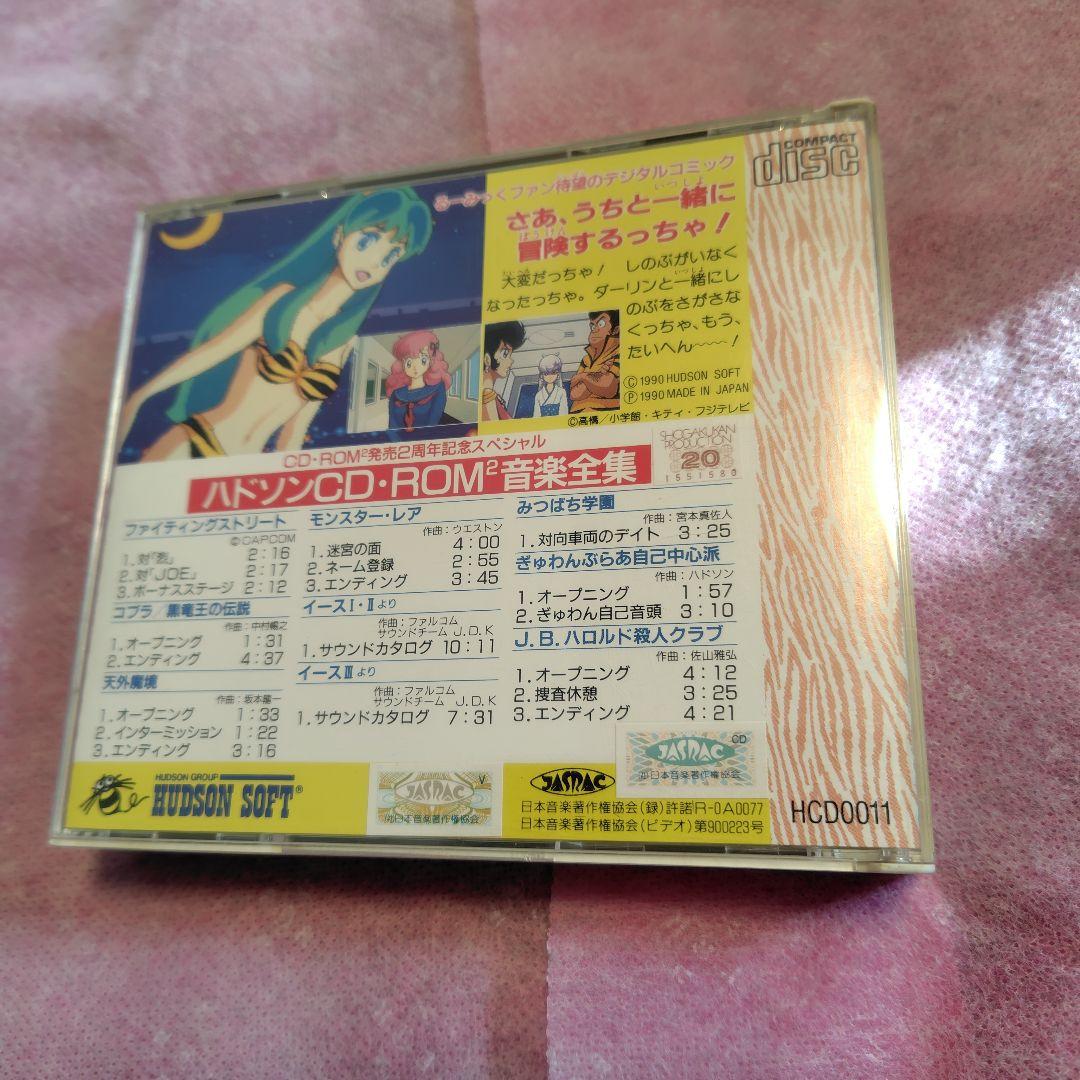 COMPACT
disc
るーみっくファン待望のデジタルコミック
さあ、うちと一緒に
冒険するっちゃ!
大変だっちゃ! しのぶがいなく
なったっちゃ。ダーリンと一緒にし
のぶをさがさな
くっちゃ、もう、
たいへん〜〜!
Ⓒ1990 HUDSON SOFT
Ⓟ1990 MADE IN JAPAN
©高橋/小学館・キティ・フジテレビ
CD・ROM²発売2周年記念スペシャル
ハドソンCD・ROM²音楽全集
SHOGAKUKAN
PRODUCTION
20
1551580
ファイティングストリート
©CAPCOM
1.対「烈」 2:16
2.対「JOE」 2:17
3.ボーナスステージ 2:12
コブラ/黒竜王の伝説
作曲:中村暢之
1.オープニング 1:31
2.エンディング 4:37
天外魔境
作曲:坂本龍一
1.オープニング 1:33
2.インターミッション 1:22
3.エンディング 3:16
モンスター・レア
作曲:ウエストン
1.迷宮の面 4:00
2.ネーム登録 2:55
3.エンディング 3:45
イースⅠ・Ⅱより
作曲:ファルコム
サウンドチーム J.D.K
1.サウンドカタログ 10:11
イースⅢより
作曲:ファルコム
サウンドチーム J.D.K
1.サウンドカタログ 7:31
みつばち学園
作曲:宮本真佐人
1.対向車両のデイト 3:25
ぎゅわんぶらあ自己中心派
作曲:ハドソン
1.オープニング 1:57
2.ぎゅわん自己音頭 3:10
J.B.ハロルド殺人クラブ
作曲:佐山雅弘
1.オープニング 4:12
2.捜査休憩 3:25
3.エンディング 4:21
HUDSON GROUP
HUDSON SOFT®
V
JASRAC
㈳日本音楽著作権協会
JASRAC
CD
JASRAC
㈳日本音楽著作権協会
日本音楽著作権協会(録)許諾R-0A0077
日本音楽著作権協会(ビデオ)第900223号
HCD0011